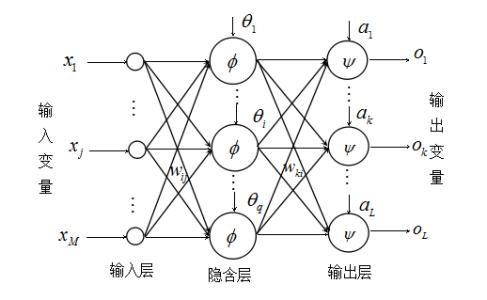 θ1 a1
x1 ϕ ψ o1
θi ak
输入变量 xj ϕ ψ ok 输出变量
wij wki
θq aL
xM ϕ ψ oL
输入层 隐含层 输出层